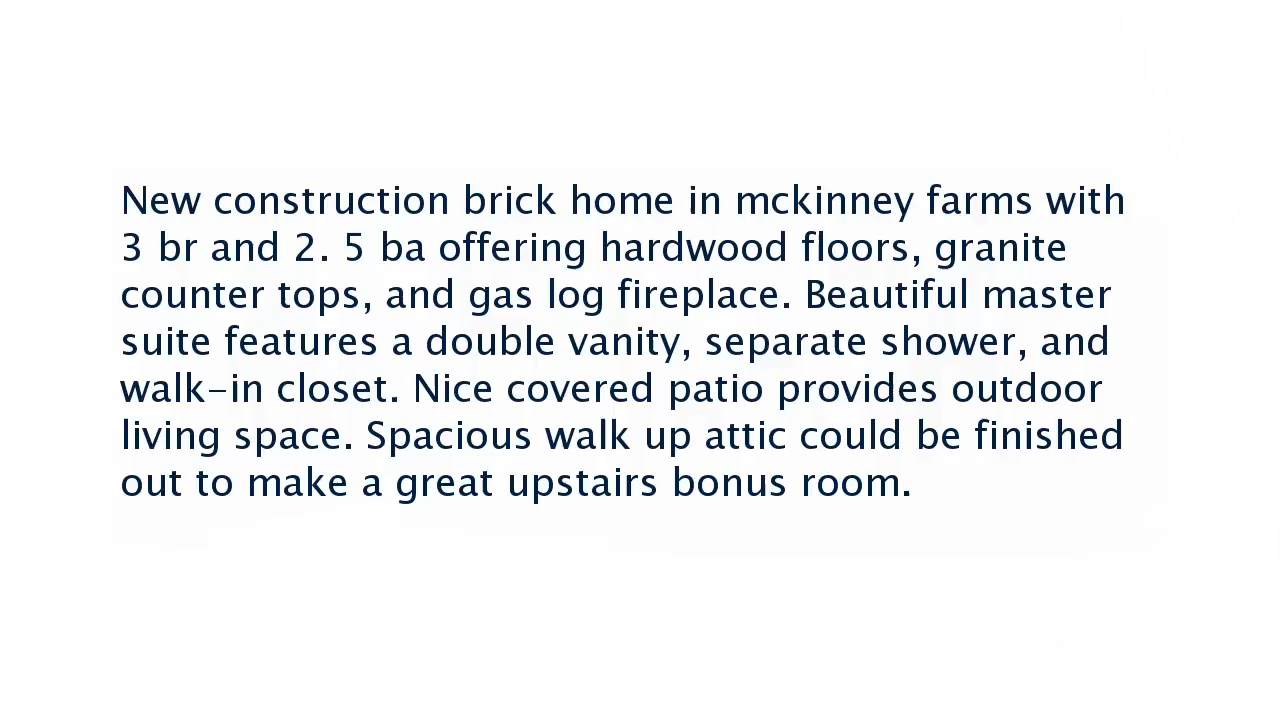 New construction brick home in mckinney farms with
3 br and 2. 5 ba offering hardwood floors, granite
counter tops, and gas log fireplace. Beautiful master
suite features a double vanity, separate shower, and
walk-in closet. Nice covered patio provides outdoor
living space. Spacious walk up attic could be finished
out to make a great upstairs bonus room.